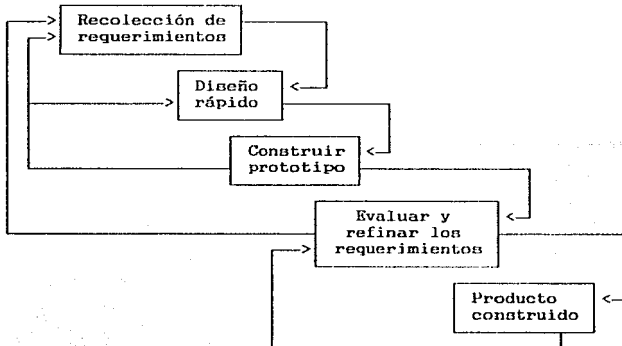 Recolección de
requerimientos
Diseño
rápido
Construir
prototipo
Evaluar y
refinar los
requerimientos
Producto
construido